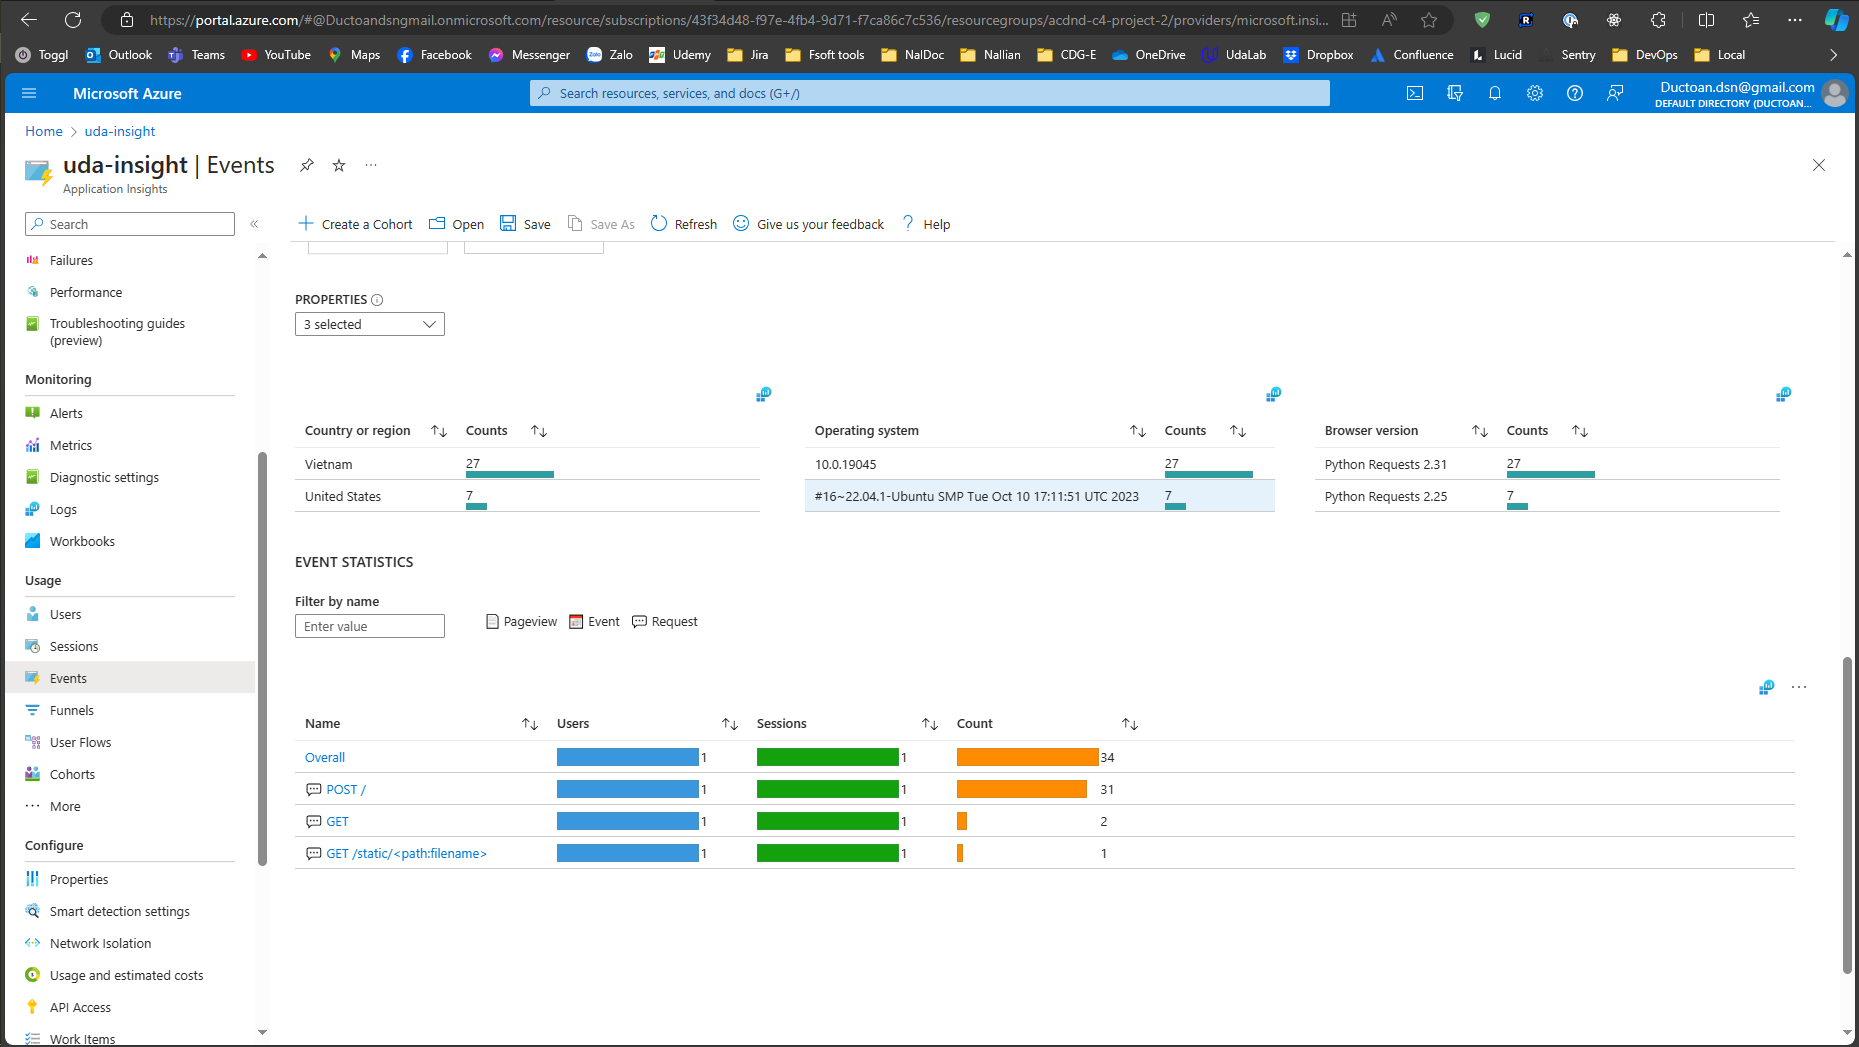 https://portal.azure.com/#@Ductoandsngmail.onmicrosoft.com/resource/subscriptions/43f34d48-f97e-4fb4-9d71-f7ca86c7c536/resourcegroups/acdnd-c4-project-2/providers/microsoft.insi...
Toggl Outlook Teams YouTube Maps Facebook Messenger Zalo Udemy Jira Fsoft tools NalDoc Nallian CDG-E OneDrive UdaLab Dropbox Confluence Lucid Sentry DevOps Local
Microsoft Azure
Search resources, services, and docs (G+/)
Ductoan.dsn@gmail.com
DEFAULT DIRECTORY (DUCTOAN...
Home > uda-insight
uda-insight | Events
Application Insights
Search
Create a Cohort Open Save Save As Refresh Give us your feedback Help
Failures
Performance
Troubleshooting guides
(preview)
Monitoring
Alerts
Metrics
Diagnostic settings
Logs
Workbooks
Usage
Users
Sessions
Events
Funnels
User Flows
Cohorts
More
Configure
Properties
Smart detection settings
Network Isolation
Usage and estimated costs
API Access
Work Items
PROPERTIES
3 selected
Country or region Counts
Vietnam 27
United States 7
Operating system Counts
10.0.19045 27
#16~22.04.1-Ubuntu SMP Tue Oct 10 17:11:51 UTC 2023 7
Browser version Counts
Python Requests 2.31 27
Python Requests 2.25 7
EVENT STATISTICS
Filter by name
Enter value
Pageview Event Request
Name Users Sessions Count
Overall 1 1 34
POST / 1 1 31
GET 1 1 2
GET /static/<path:filename> 1 1 1